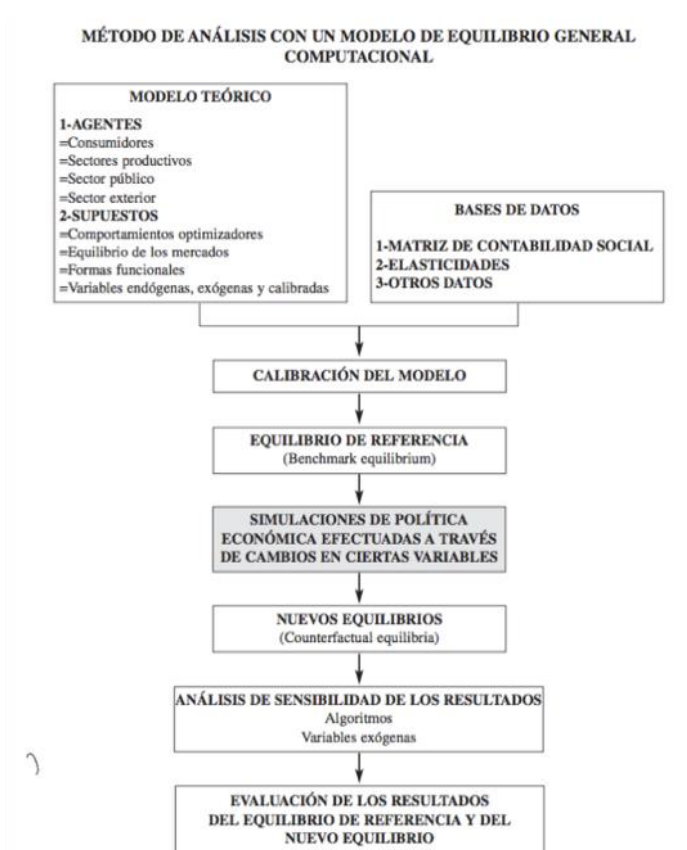 MÉTODO DE ANÁLISIS CON UN MODELO DE EQUILIBRIO GENERAL
COMPUTACIONAL
MODELO TEÓRICO
1-AGENTES
=Consumidores
=Sectores productivos
=Sector público
=Sector exterior
2-SUPUESTOS
=Comportamientos optimizadores
=Equilibrio de los mercados
=Formas funcionales
=Variables endógenas, exógenas y calibradas
BASES DE DATOS
1-MATRIZ DE CONTABILIDAD SOCIAL
2-ELASTICIDADES
3-OTROS DATOS
CALIBRACIÓN DEL MODELO
EQUILIBRIO DE REFERENCIA
(Benchmark equilibrium)
SIMULACIONES DE POLÍTICA
ECONÓMICA EFECTUADAS A TRAVÉS
DE CAMBIOS EN CIERTAS VARIABLES
NUEVOS EQUILIBRIOS
(Counterfactual equilibria)
ANÁLISIS DE SENSIBILIDAD DE LOS RESULTADOS
Algoritmos
Variables exógenas
EVALUACIÓN DE LOS RESULTADOS
DEL EQUILIBRIO DE REFERENCIA Y DEL
NUEVO EQUILIBRIO